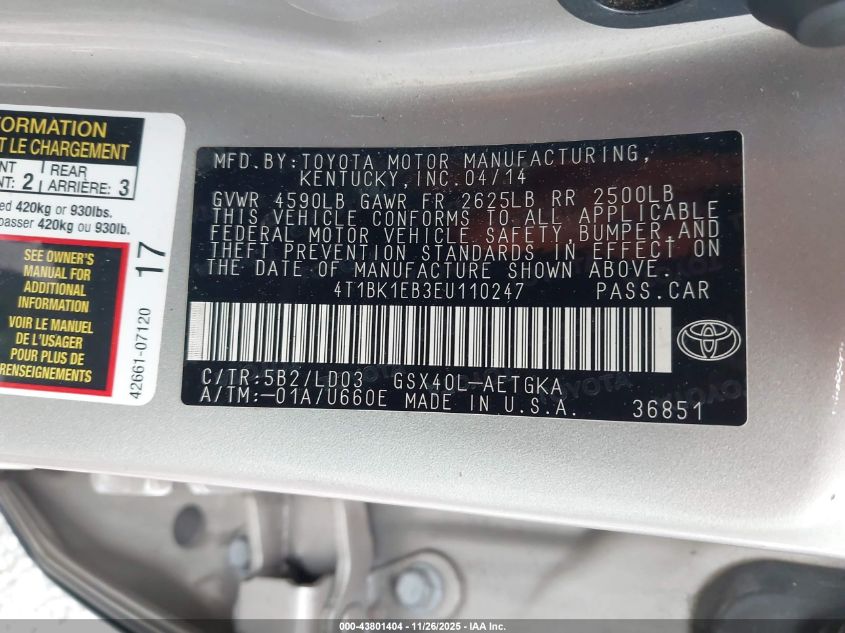 FORMATION
T LE CHARGEMENT
NT: 2
REAR
ARRIÈRE: 3
ed 420kg or 930lbs.
passer 420kg ou 930lb.
SEE OWNER'S
MANUAL FOR
ADDITIONAL
INFORMATION
VOIR LE MANUEL
DE L'USAGER
POUR PLUS DE
RENSEIGNEMENTS
17
42661-07120
MFD.BY:TOYOTA MOTOR MANUFACTURING,
KENTUCKY,INC.04/14
GVWR 4590LB GAWR FR 2625LB RR 2500LB
THIS VEHICLE CONFORMS TO ALL APPLICABLE
FEDERAL MOTOR VEHICLE SAFETY,BUMPER,AND
THEFT PREVENTION STANDARDS IN EFFECT ON
THE DATE OF MANUFACTURE SHOWN ABOVE.
4T1BK1EB3EU110247 PASS.CAR
C/TR:5B2/LD03 GSX40L-AETGKA
A/TM:-01A/U660E MADE IN U.S.A. 36851
TOYOTA
000-43801404 | 11/26/2025 — IAA Inc.